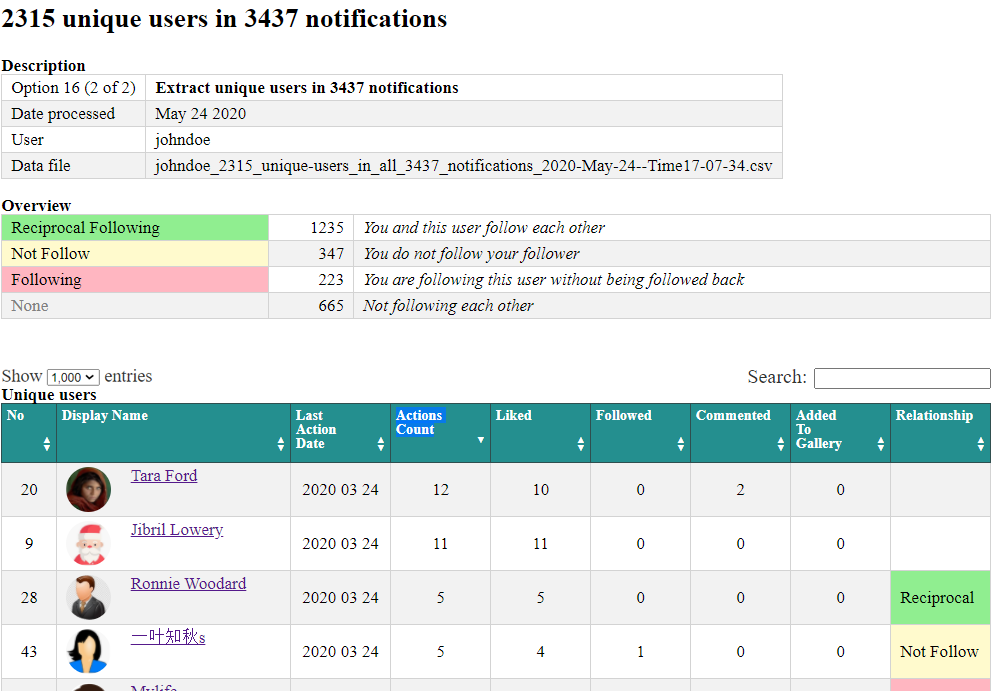 2315 unique users in 3437 notifications
Description
Option 16 (2 of 2) Extract unique users in 3437 notifications
Date processed May 24 2020
User johndoe
Data file johndoe_2315_unique-users_in_all_3437_notifications_2020-May-24--Time17-07-34.csv
Overview
Reciprocal Following 1235 You and this user follow each other
Not Follow 347 You do not follow your follower
Following 223 You are following this user without being followed back
None 665 Not following each other
Show 1,000 entries Search:
Unique users
No Display Name Last Action Date Actions Count Liked Followed Commented Added To Gallery Relationship
20 Tara Ford 2020 03 24 12 10 0 2 0
9 Jibril Lowery 2020 03 24 11 11 0 0 0
28 Ronnie Woodard 2020 03 24 5 5 0 0 0 Reciprocal
43 一叶知秋s 2020 03 24 5 4 1 0 0 Not Follow
Mylife